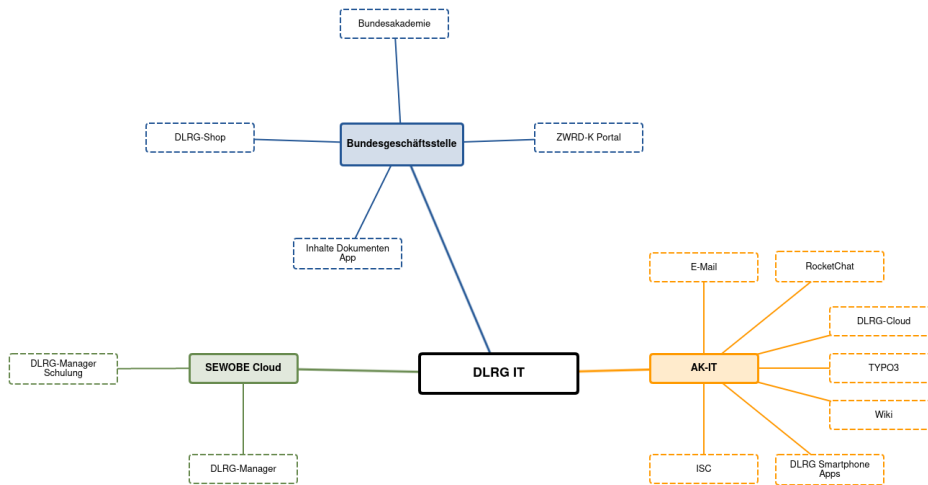 Bundesakademie
DLRG-Shop
Bundesgeschäftsstelle
ZWRD-K Portal
Inhalte Dokumenten
App
E-Mail
RocketChat
DLRG-Cloud
DLRG-Manager
Schulung
SEWOBE Cloud
DLRG IT
AK-IT
TYPO3
Wiki
DLRG-Manager
ISC
DLRG Smartphone
Apps